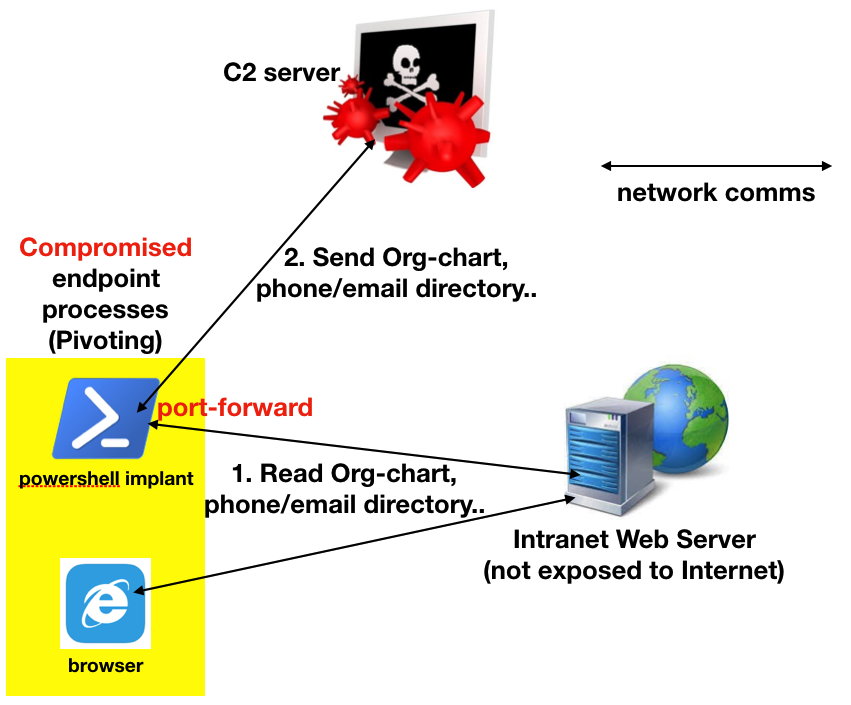 C2 server
network comms
Compromised
endpoint
processes
(Pivoting)
2. Send Org-chart,
phone/email directory..
port-forward
powershell implant
1. Read Org-chart,
phone/email directory..
Intranet Web Server
(not exposed to Internet)
browser